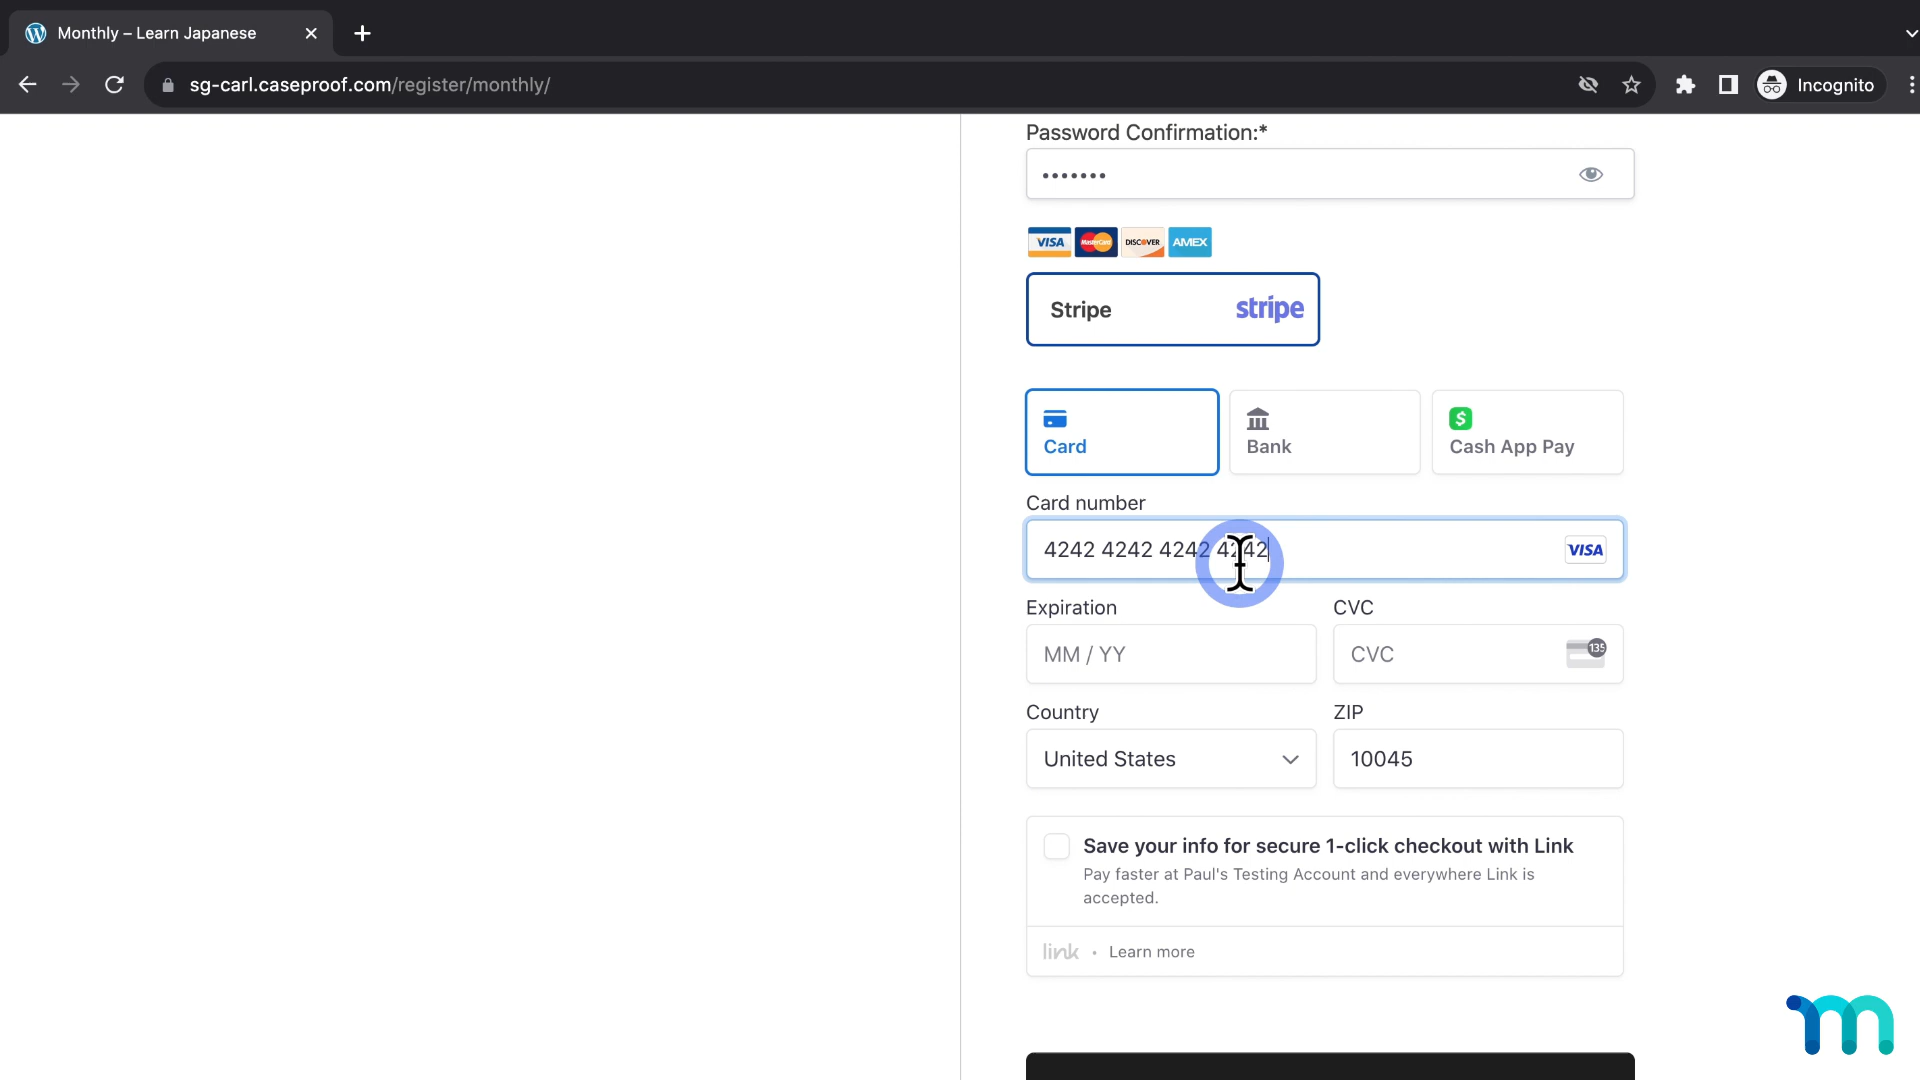 Monthly – Learn Japanese
sg-carl.caseproof.com/register/monthly/
Incognito
Password Confirmation:*
VISA MasterCard DISCOVER AMEX
Stripe stripe
Card Bank Cash App Pay
Card number
4242 4242 4242 4242 VISA
Expiration CVC
MM / YY CVC 135
Country ZIP
United States 10045
Save your info for secure 1-click checkout with Link
Pay faster at Paul's Testing Account and everywhere Link is
accepted.
link · Learn more